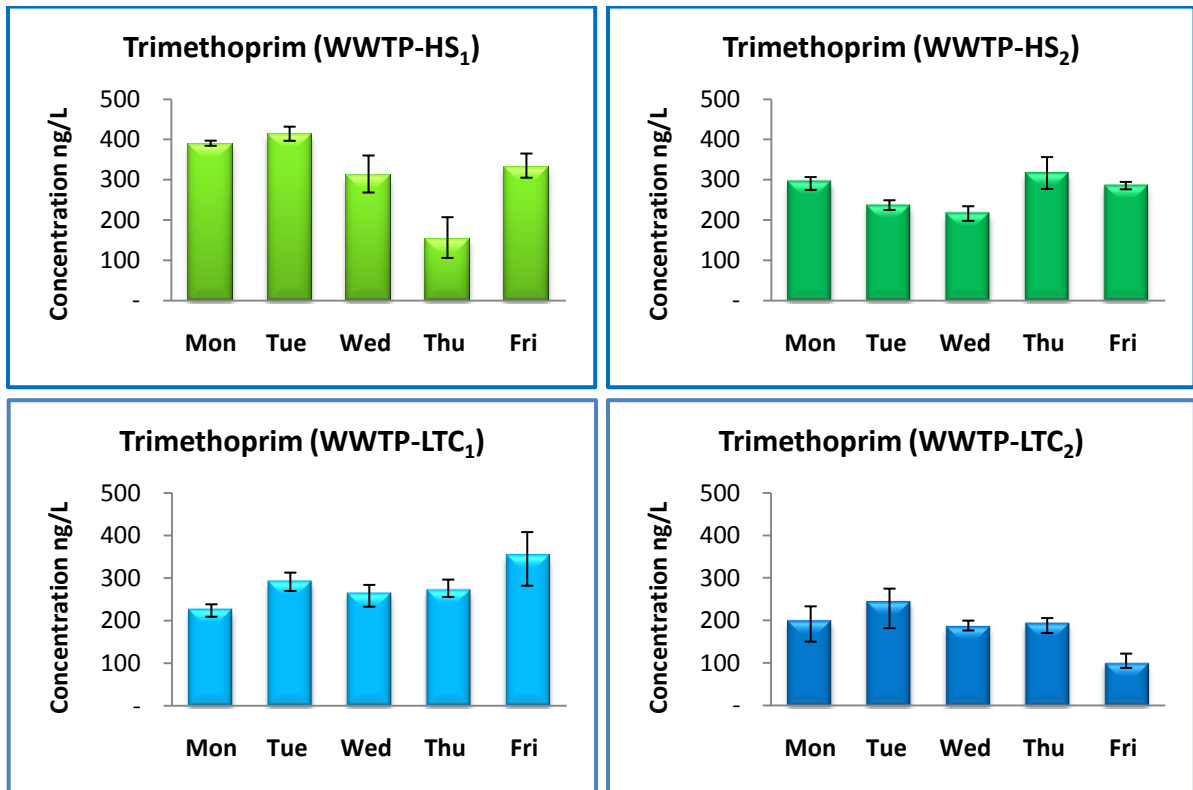 Trimethoprim (WWTP-HS₁)
Concentration ng/L
500
400
300
200
100
-
Mon Tue Wed Thu Fri
Trimethoprim (WWTP-HS₂)
Concentration ng/L
500
400
300
200
100
-
Mon Tue Wed Thu Fri
Trimethoprim (WWTP-LTC₁)
Concentration ng/L
500
400
300
200
100
-
Mon Tue Wed Thu Fri
Trimethoprim (WWTP-LTC₂)
Concentration ng/L
500
400
300
200
100
-
Mon Tue Wed Thu Fri